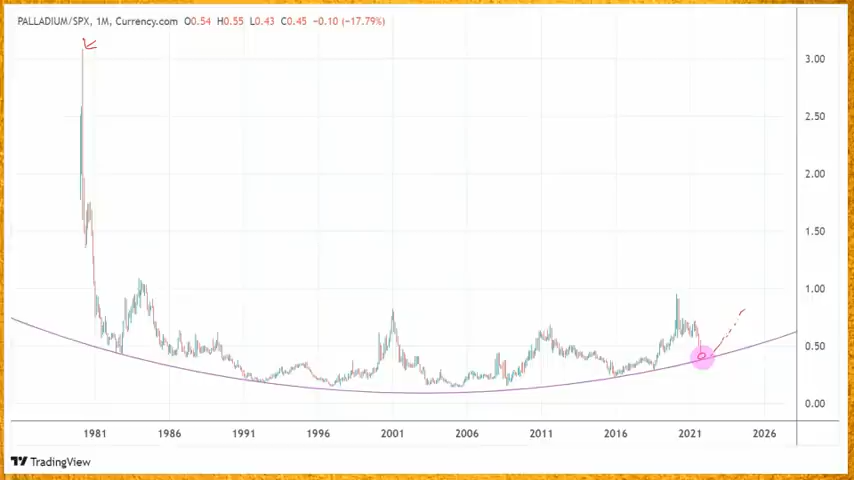 PALLADIUM/SPX, 1M, Currency.com O0.54 H0.55 L0.43 C0.45 −0.10 (−17.79%)
3.00
2.50
2.00
1.50
1.00
0.50
0.00
1981 1986 1991 1996 2001 2006 2011 2016 2021 2026
TradingView